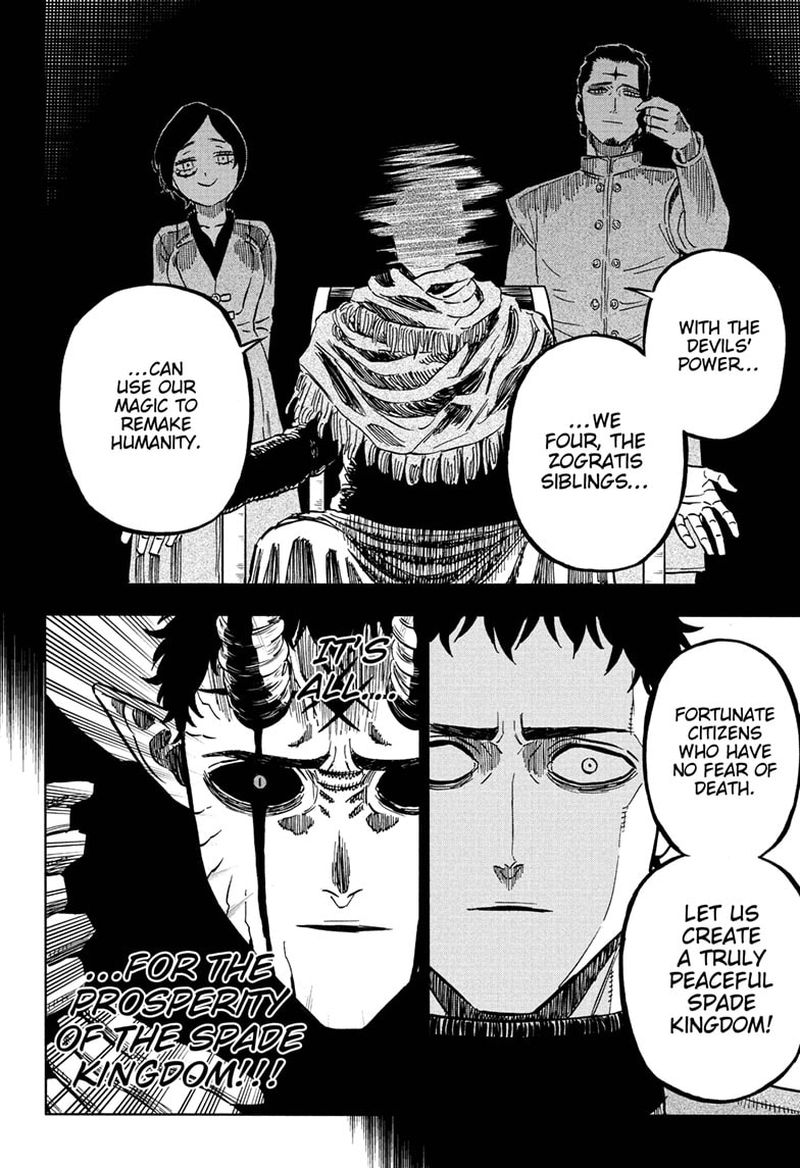 WITH THE
DEVILS'
POWER...
...WE
FOUR, THE
ZOGRATIS
SIBLINGS...
...CAN
USE OUR
MAGIC TO
REMAKE
HUMANITY.
FORTUNATE
CITIZENS
WHO HAVE
NO FEAR OF
DEATH.
LET US
CREATE
A TRULY
PEACEFUL
SPADE
KINGDOM!
IT'S
ALL....
...FOR THE
PROSPERITY
OF THE SPADE
KINGDOM!!!